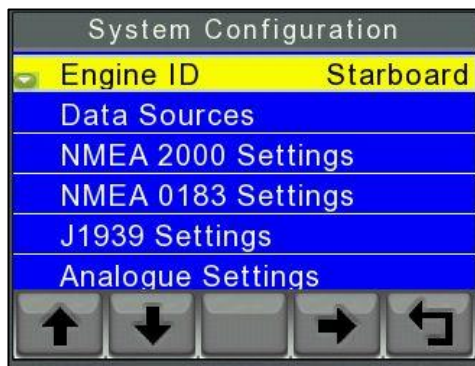 System Configuration
Engine ID Starboard
Data Sources
NMEA 2000 Settings
NMEA 0183 Settings
J1939 Settings
Analogue Settings